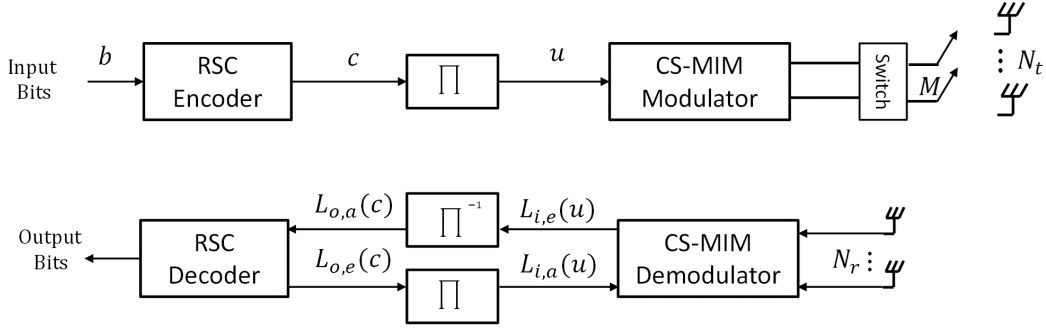 Input
Bits
b
RSC
Encoder
c
∏
u
CS-MIM
Modulator
Switch
M
⋮ N_t
Output
Bits
RSC
Decoder
L_{o,a}(c)
∏^{-1}
L_{i,e}(u)
L_{o,e}(c)
∏
L_{i,a}(u)
CS-MIM
Demodulator
N_r ⋮